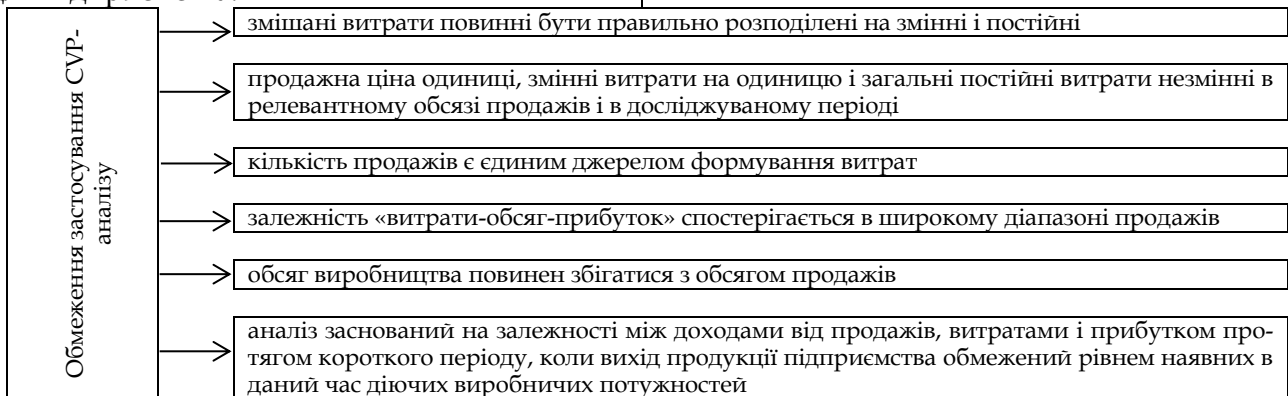 Обмеження застосування CVP-
аналізу
змішані витрати повинні бути правильно розподілені на змінні і постійні
продажна ціна одиниці, змінні витрати на одиницю і загальні постійні витрати незмінні в
релевантному обсязі продажів і в досліджуваному періоді
кількість продажів є єдиним джерелом формування витрат
залежність «витрати-обсяг-прибуток» спостерігається в широкому діапазоні продажів
обсяг виробництва повинен збігатися з обсягом продажів
аналіз заснований на залежності між доходами від продажів, витратами і прибутком про-
тягом короткого періоду, коли вихід продукції підприємства обмежений рівнем наявних в
даний час діючих виробничих потужностей